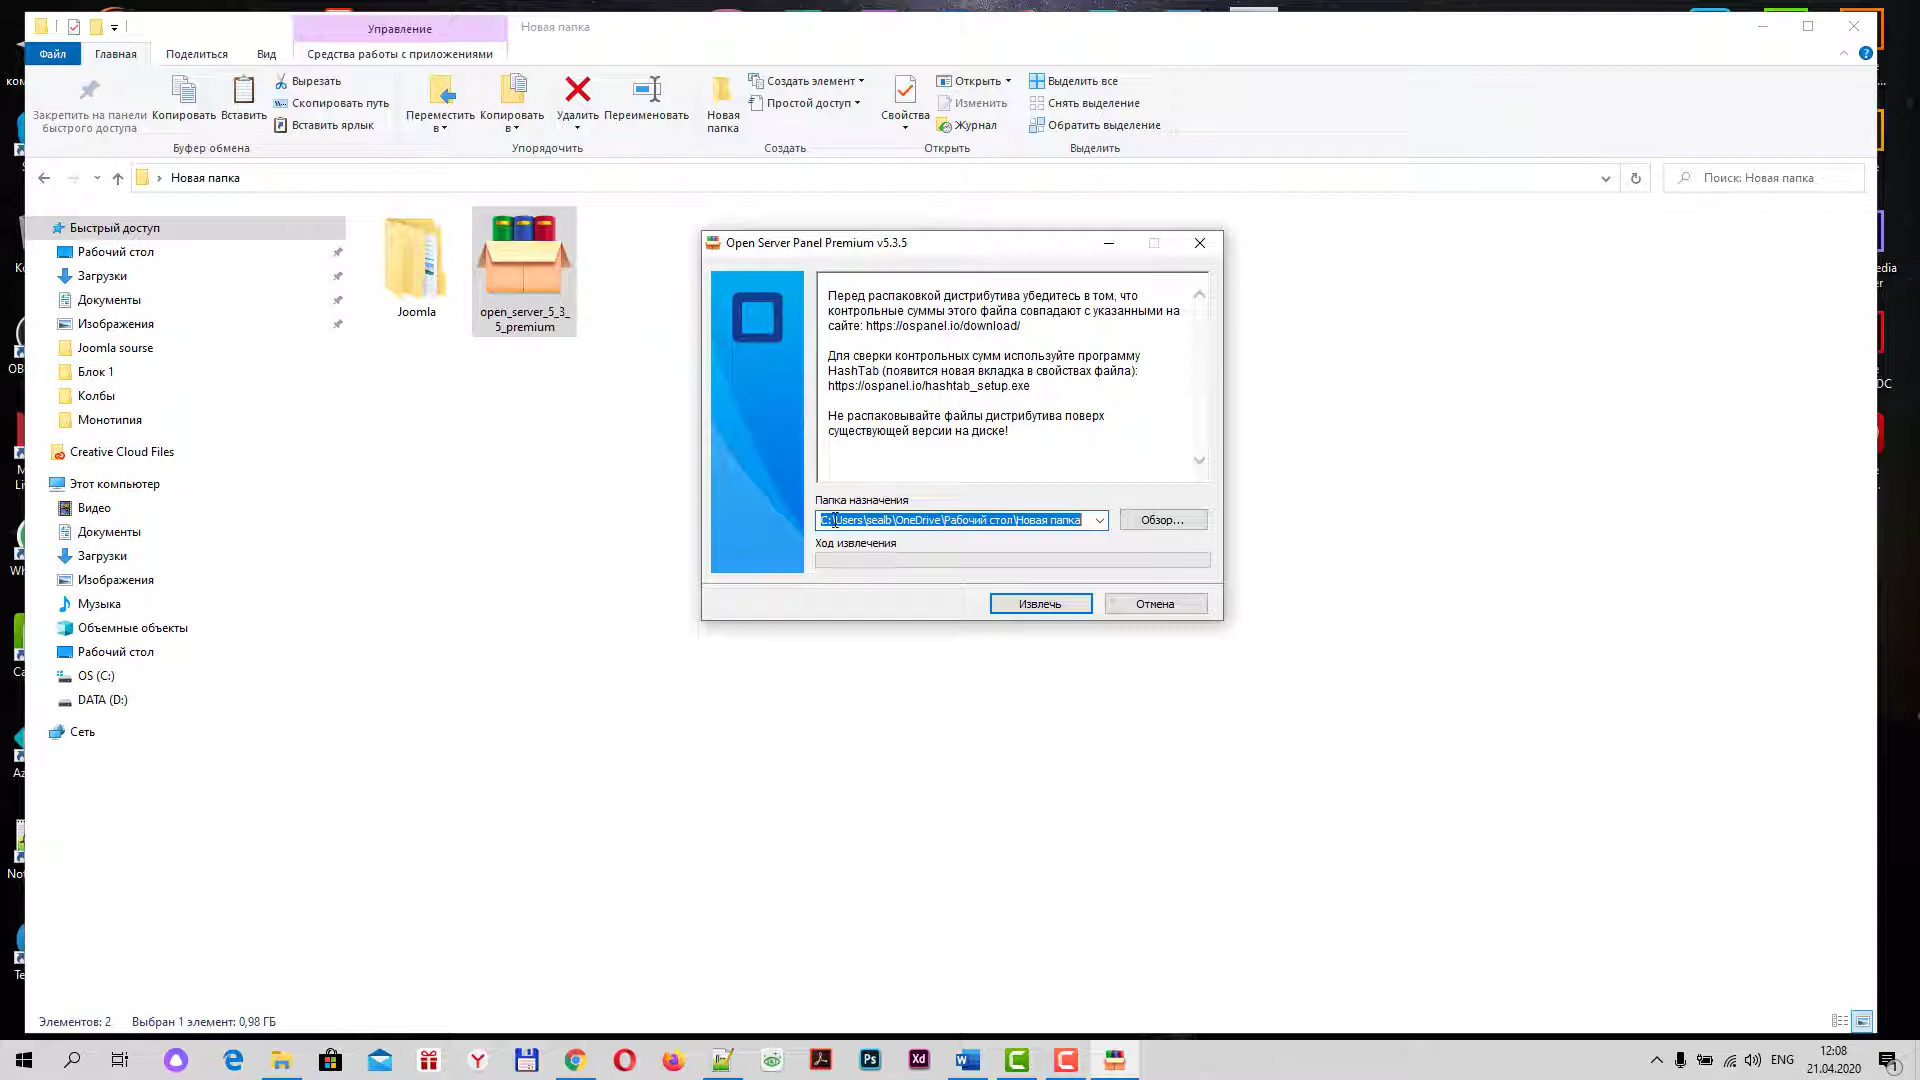 Управление
Новая папка
Файл
Главная
Поделиться
Вид
Средства работы с приложениями
Закрепить на панели
быстрого доступа
Копировать
Вставить
Вырезать
Скопировать путь
Вставить ярлык
Буфер обмена
Переместить
в
Копировать
в
Удалить
Переименовать
Упорядочить
Новая
папка
Создать элемент
Простой доступ
Создать
Свойства
Открыть
Изменить
Журнал
Открыть
Выделить все
Снять выделение
Обратить выделение
Выделить
Новая папка
Поиск: Новая папка
Быстрый доступ
Рабочий стол
Загрузки
Документы
Изображения
Joomla sourse
Блок 1
Колбы
Монотипия
Creative Cloud Files
Этот компьютер
Видео
Документы
Загрузки
Изображения
Музыка
Объемные объекты
Рабочий стол
OS (C:)
DATA (D:)
Сеть
Joomla
open_server_5_3_
5_premium
Open Server Panel Premium v5.3.5
Перед распаковкой дистрибутива убедитесь в том, что
контрольные суммы этого файла совпадают с указанными на
сайте: https://ospanel.io/download/
Для сверки контрольных сумм используйте программу
HashTab (появится новая вкладка в свойствах файла):
https://ospanel.io/hashtab_setup.exe
Не распаковывайте файлы дистрибутива поверх
существующей версии на диске!
Папка назначения
C:\Users\sealb\OneDrive\Рабочий стол\Новая папка
Обзор...
Ход извлечения
Извлечь
Отмена
Элементов: 2
Выбран 1 элемент: 0,98 ГБ
Ps
Xd
ENG
12:08
21.04.2020